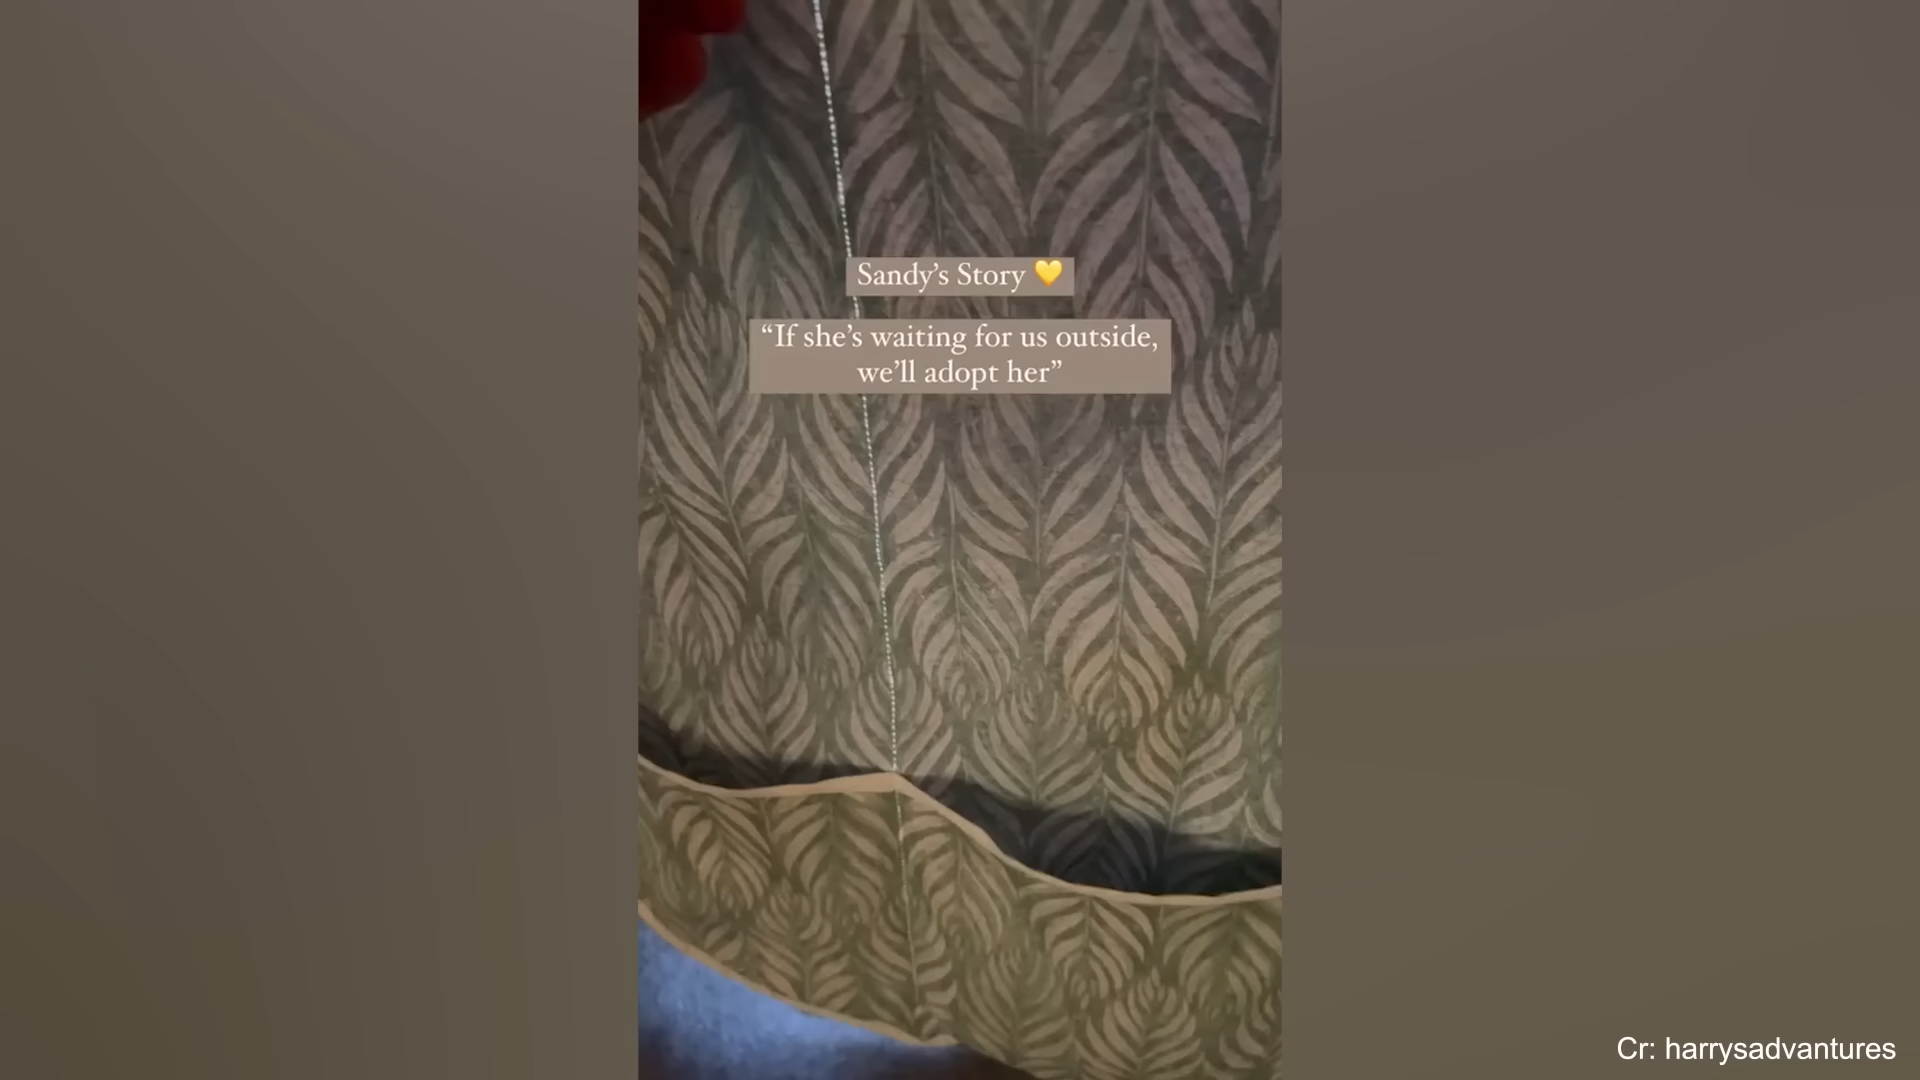 Sandy’s Story 💛
“If she’s waiting for us outside,
we’ll adopt her”
Cr: harrysadvantures